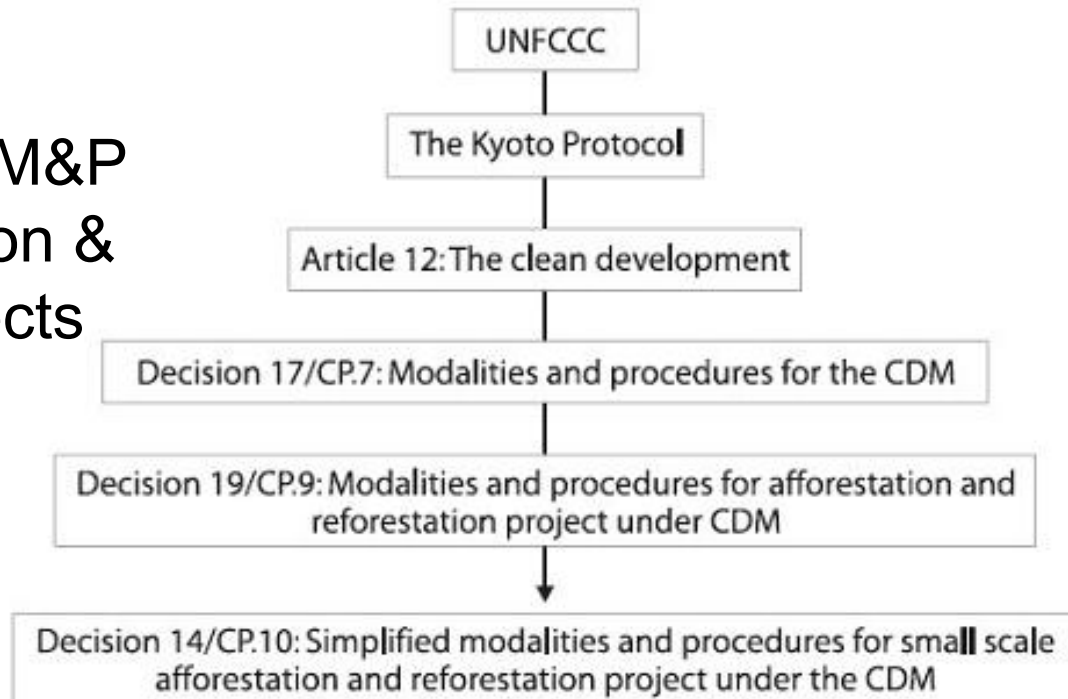 UNFCCC
M&P
The Kyoto Protocol
on &
Article 12: The clean development
cts
Decision 17/CP.7: Modalities and procedures for the CDM
Decision 19/CP.9: Modalities and procedures for afforestation and
reforestation project under CDM
Decision 14/CP.10: Simplified modalities and procedures for small scale
afforestation and reforestation project under the CDM